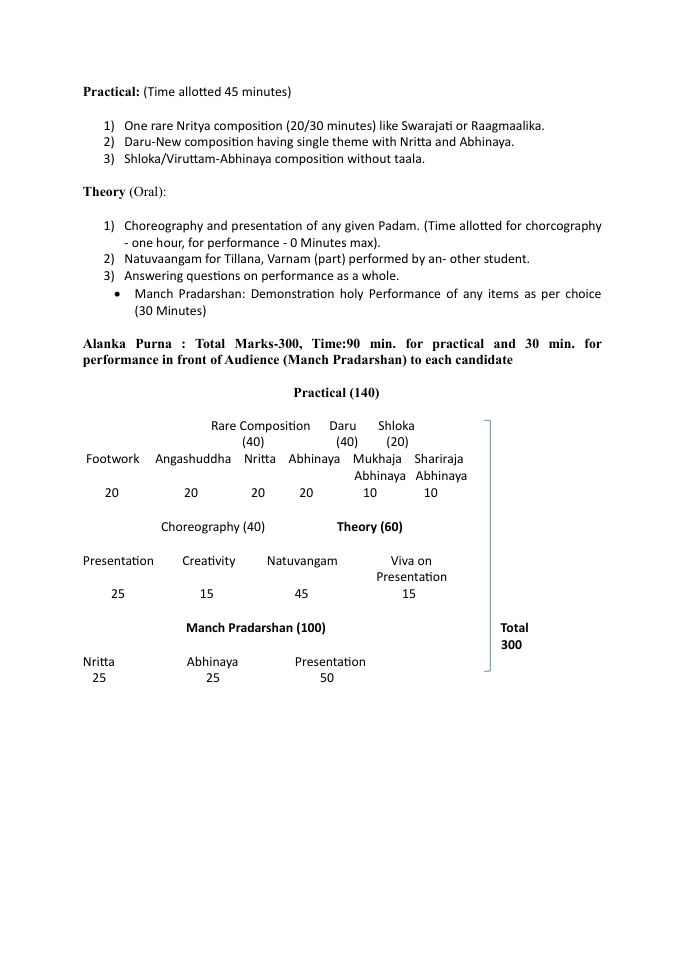 Practical: (Time allotted 45 minutes)
1) One rare Nritya composition (20/30 minutes) like Swarajati or Raagmaalika.
2) Daru-New composition having single theme with Nritta and Abhinaya.
3) Shloka/Viruttam-Abhinaya composition without taala.
Theory (Oral):
1) Choreography and presentation of any given Padam. (Time allotted for chorcography
- one hour, for performance - 0 Minutes max).
2) Natuvaangam for Tillana, Varnam (part) performed by an- other student.
3) Answering questions on performance as a whole.
• Manch Pradarshan: Demonstration holy Performance of any items as per choice
(30 Minutes)
Alanka Purna : Total Marks-300, Time:90 min. for practical and 30 min. for
performance in front of Audience (Manch Pradarshan) to each candidate
Practical (140)
Rare Composition Daru Shloka
(40) (40) (20)
Footwork Angashuddha Nritta Abhinaya Mukhaja Shariraja
Abhinaya Abhinaya
20 20 20 20 10 10
Choreography (40) Theory (60)
Presentation Creativity Natuvangam Viva on
Presentation
25 15 45 15
Manch Pradarshan (100) Total
300
Nritta Abhinaya Presentation
25 25 50